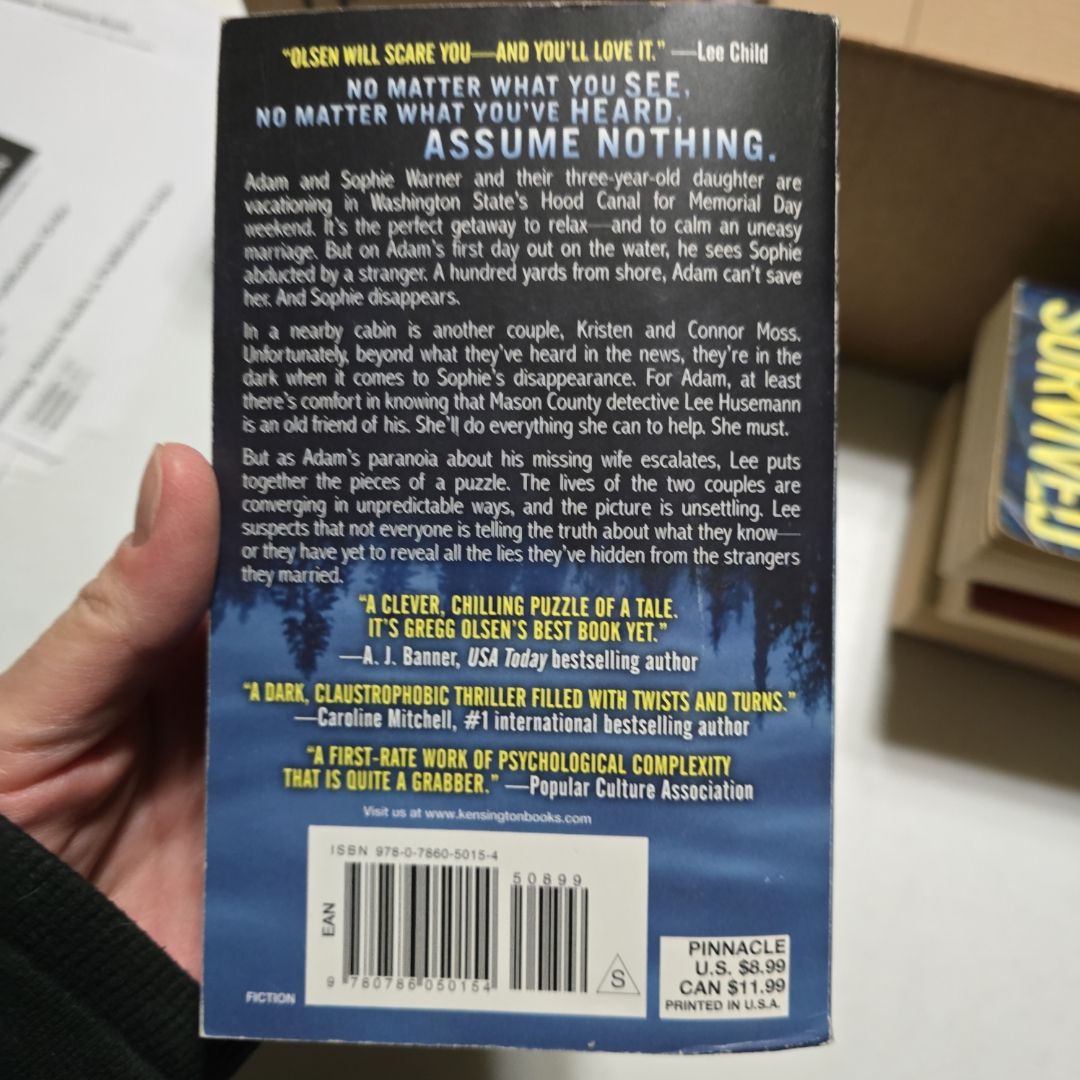 "OLSEN WILL SCARE YOU—AND YOU'LL LOVE IT." —Lee Child
NO MATTER WHAT YOU SEE,
NO MATTER WHAT YOU'VE HEARD,
ASSUME NOTHING.
Adam and Sophie Warner and their three-year-old daughter are
vacationing in Washington State's Hood Canal for Memorial Day
weekend. It's the perfect getaway to relax—and to calm an uneasy
marriage. But on Adam's first day out on the water, he sees Sophie
abducted by a stranger. A hundred yards from shore, Adam can't save
her. And Sophie disappears.
In a nearby cabin is another couple, Kristen and Connor Moss.
Unfortunately, beyond what they've heard in the news, they're in the
dark when it comes to Sophie's disappearance. For Adam, at least
there's comfort in knowing that Mason County detective Lee Husemann
is an old friend of his. She'll do everything she can to help. She must.
But as Adam's paranoia about his missing wife escalates, Lee puts
together the pieces of a puzzle. The lives of the two couples are
converging in unpredictable ways, and the picture is unsettling. Lee
suspects that not everyone is telling the truth about what they know—
or they have yet to reveal all the lies they've hidden from the strangers
they married.
"A CLEVER, CHILLING PUZZLE OF A TALE.
IT'S GREGG OLSEN'S BEST BOOK YET."
—A. J. Banner, USA Today bestselling author
"A DARK, CLAUSTROPHOBIC THRILLER FILLED WITH TWISTS AND TURNS."
—Caroline Mitchell, #1 international bestselling author
"A FIRST-RATE WORK OF PSYCHOLOGICAL COMPLEXITY
THAT IS QUITE A GRABBER." —Popular Culture Association
Visit us at www.kensingtonbooks.com
ISBN 978-0-7860-5015-4
50899
EAN
9 780786 050154
S
FICTION
PINNACLE
U.S. $8.99
CAN $11.99
PRINTED IN U.S.A.
SURVIVED